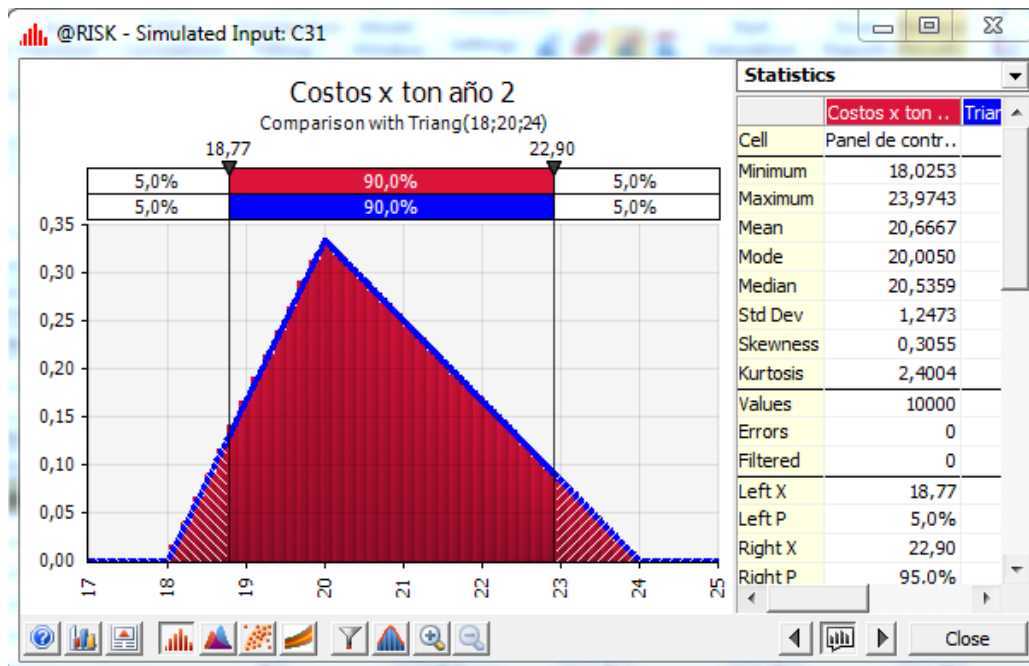 @RISK - Simulated Input: C31
Costos x ton año 2
Comparison with Triang(18;20;24)
18,77 22,90
5,0% 90,0% 5,0%
5,0% 90,0% 5,0%
0,35
0,30
0,25
0,20
0,15
0,10
0,05
0,00
17 18 19 20 21 22 23 24 25
Statistics
Costos x ton .. Triar
Cell Panel de contr..
Minimum 18,0253
Maximum 23,9743
Mean 20,6667
Mode 20,0050
Median 20,5359
Std Dev 1,2473
Skewness 0,3055
Kurtosis 2,4004
Values 10000
Errors 0
Filtered 0
Left X 18,77
Left P 5,0%
Right X 22,90
Right P 95,0%
Close